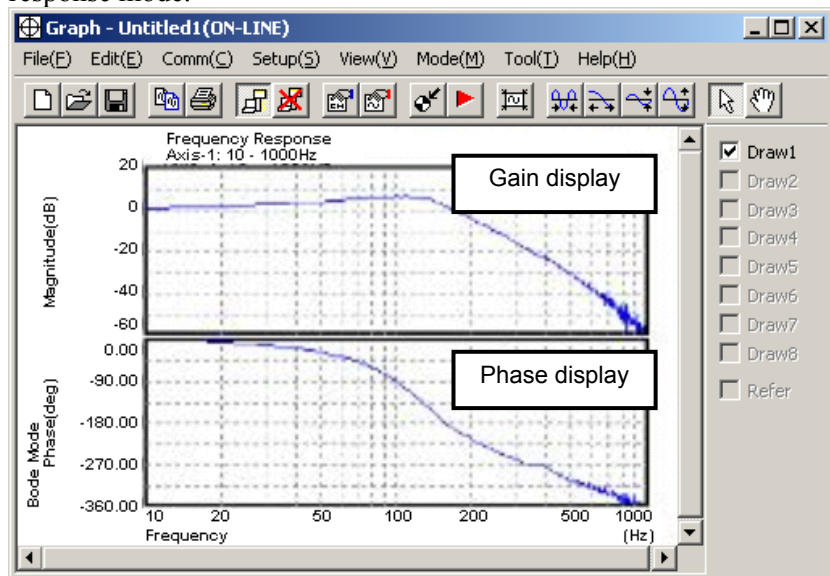 response mode.
Graph - Untitled1(ON-LINE)
File(F) Edit(E) Comm(C) Setup(S) View(V) Mode(M) Tool(T) Help(H)
Frequency Response
Axis-1: 10 - 1000Hz
Gain display
Magnitude(dB)
20
0
-20
-40
-60
Phase display
Bode Mode
Phase(deg)
0.00
-90.00
-180.00
-270.00
-360.00
10 20 50 100 200 500 1000
Frequency (Hz)
Draw1
Draw2
Draw3
Draw4
Draw5
Draw6
Draw7
Draw8
Refer